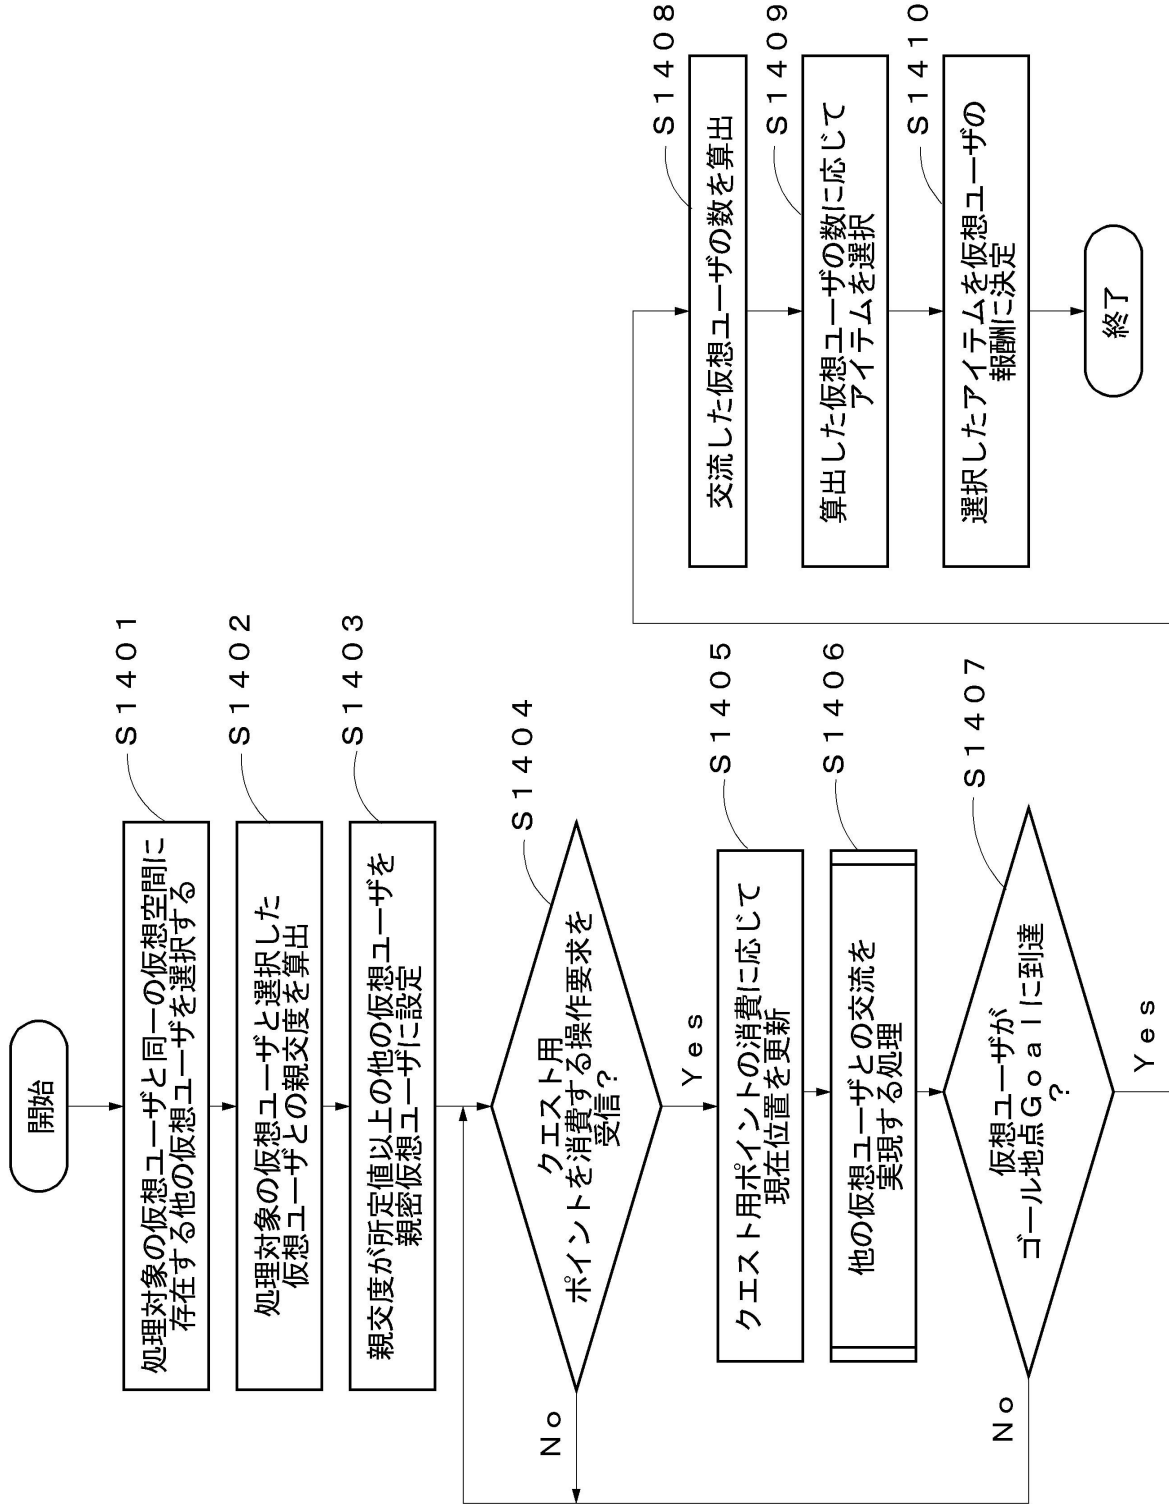 開始
S1401
処理対象の仮想ユーザと同一の仮想空間に
存在する他の仮想ユーザを選択する
S1402
処理対象の仮想ユーザと選択した
仮想ユーザとの親交度を算出
S1403
親交度が所定値以上の他の仮想ユーザを
親密仮想ユーザに設定
S1404
クエスト用
ポイントを消費する操作要求を
受信?
No
Yes
S1405
クエスト用ポイントの消費に応じて
現在位置を更新
S1406
他の仮想ユーザとの交流を
実現する処理
S1407
仮想ユーザが
ゴール地点Goalに到達
?
No
Yes
S1408
交流した仮想ユーザの数を算出
S1409
算出した仮想ユーザの数に応じて
アイテムを選択
S1410
選択したアイテムを仮想ユーザの
報酬に決定
終了